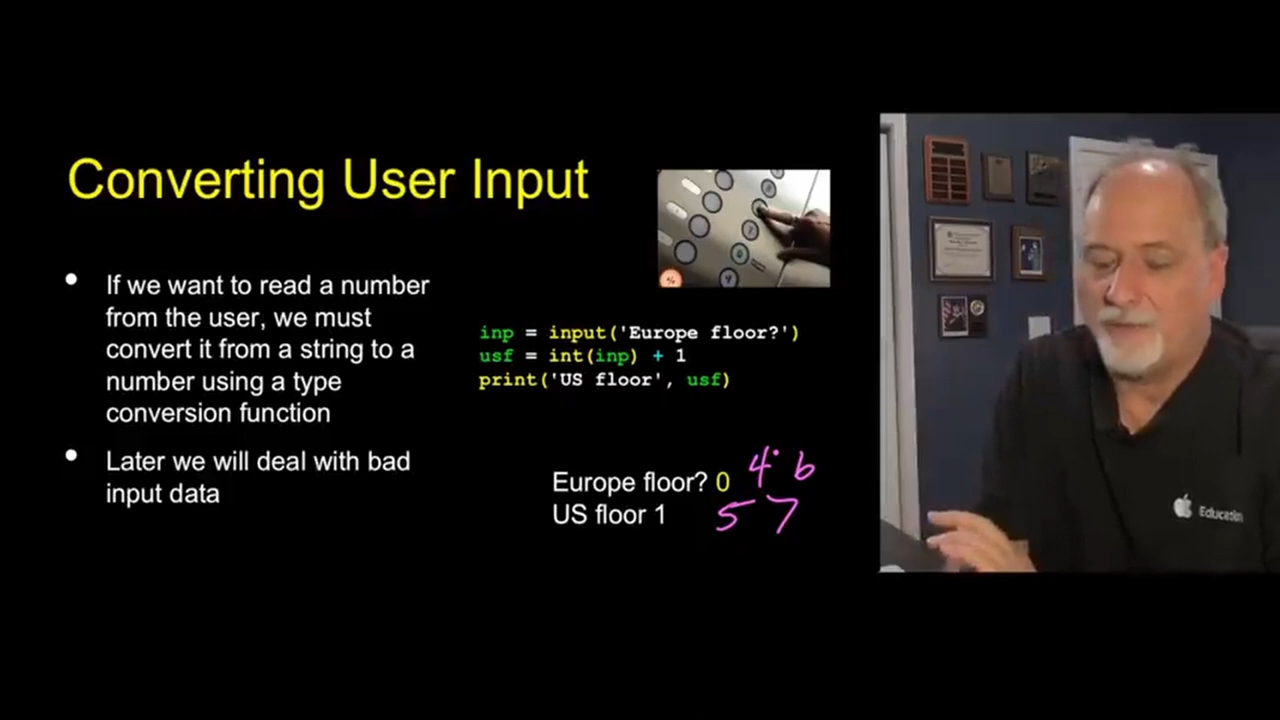 Converting User Input
• If we want to read a number
from the user, we must
convert it from a string to a
number using a type
conversion function
• Later we will deal with bad
input data
inp = input('Europe floor?')
usf = int(inp) + 1
print('US floor', usf)
Europe floor? 0 4 6
US floor 1 5 7
Education